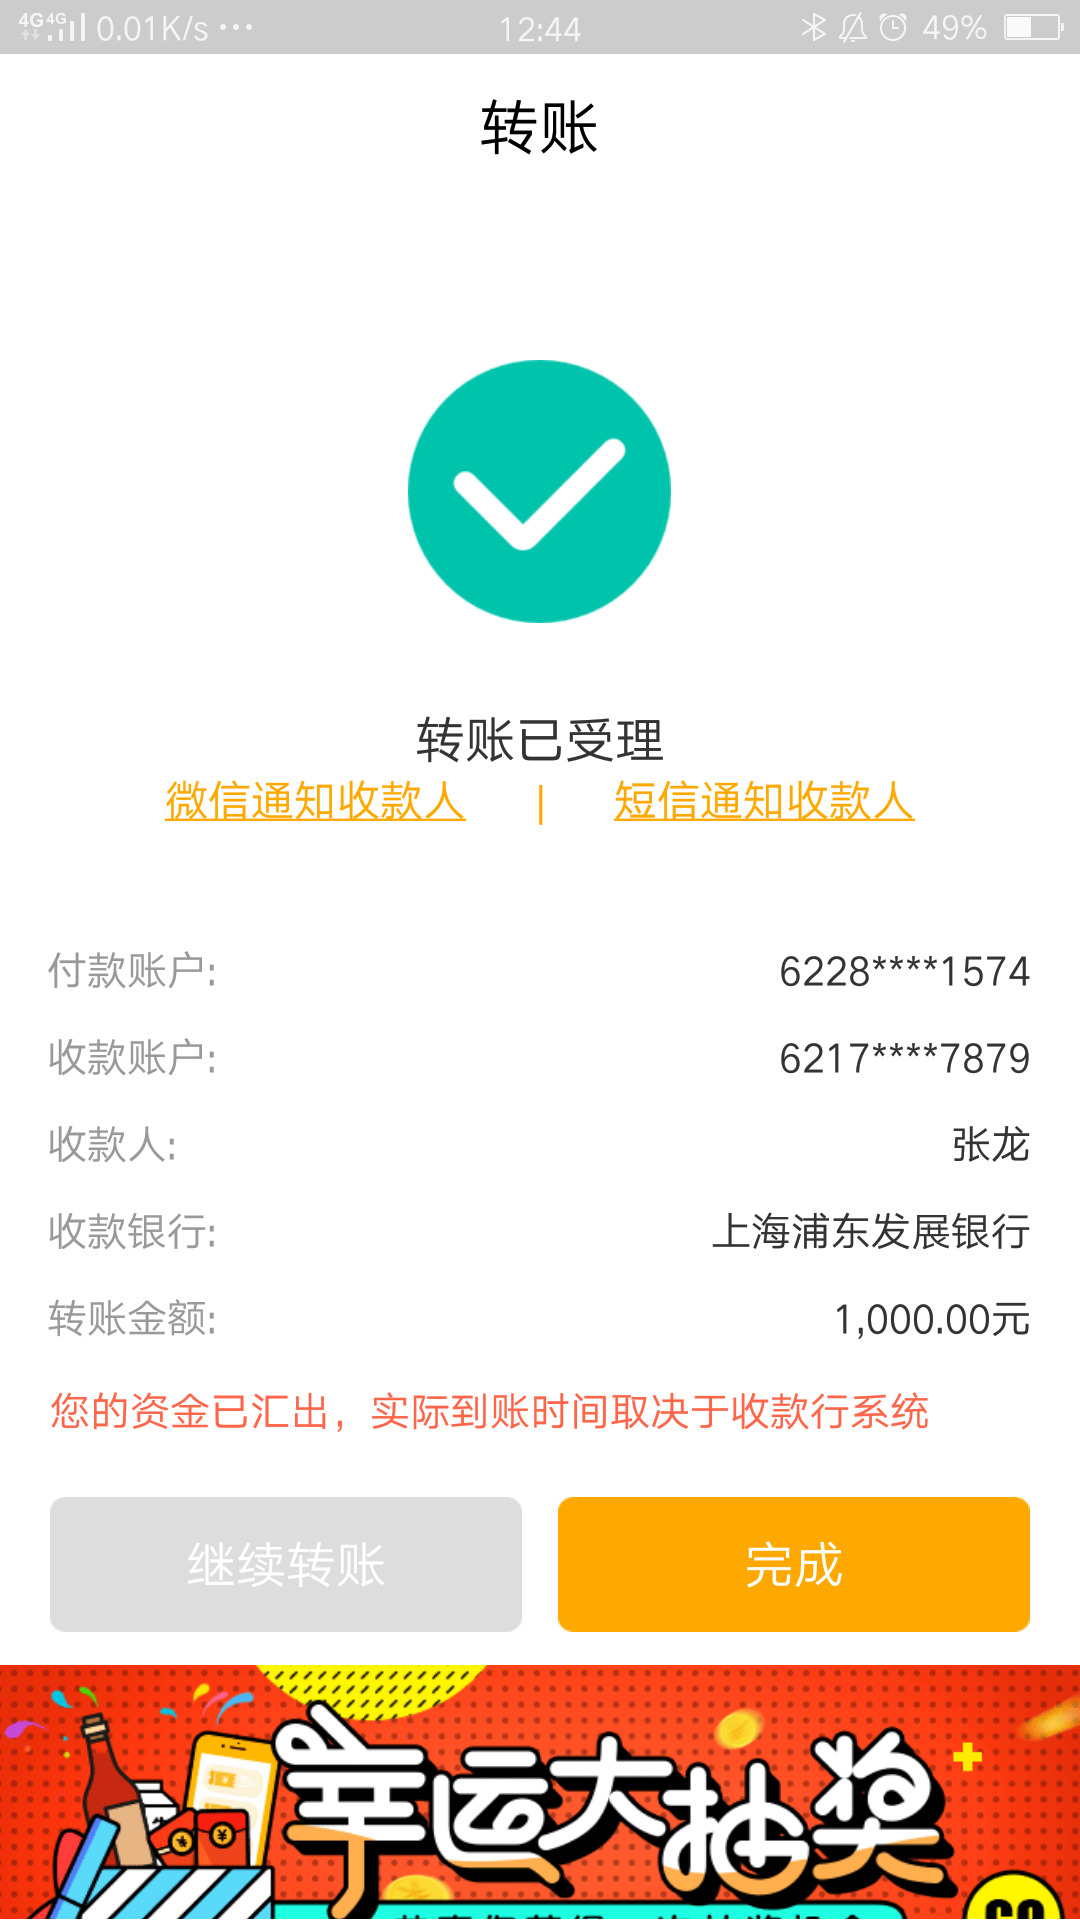 4G 4G 0.01K/s ··· 12:44 49%
转账
转账已受理
微信通知收款人 | 短信通知收款人
付款账户: 6228****1574
收款账户: 6217****7879
收款人: 张龙
收款银行: 上海浦东发展银行
转账金额: 1,000.00元
您的资金已汇出，实际到账时间取决于收款行系统
继续转账 完成
幸运大抽奖
GO